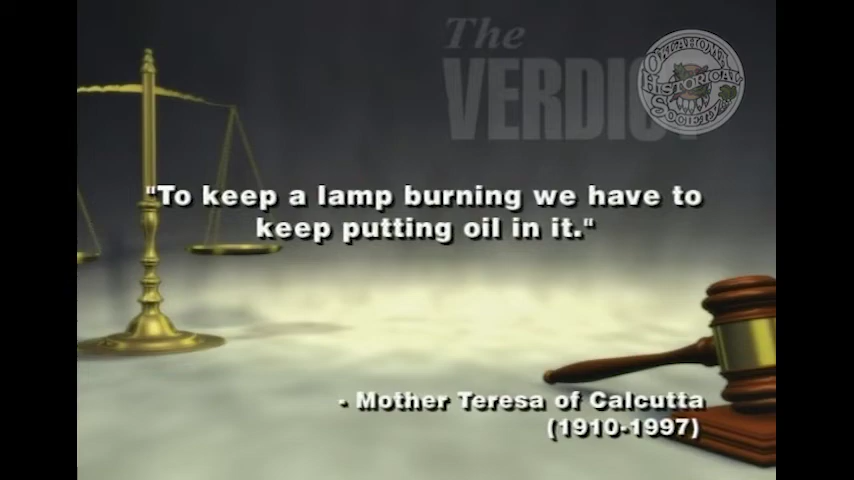 The
VERDICT
OKLAHOMA
HISTORICAL
SOCIETY
"To keep a lamp burning we have to
keep putting oil in it."
- Mother Teresa of Calcutta
(1910-1997)